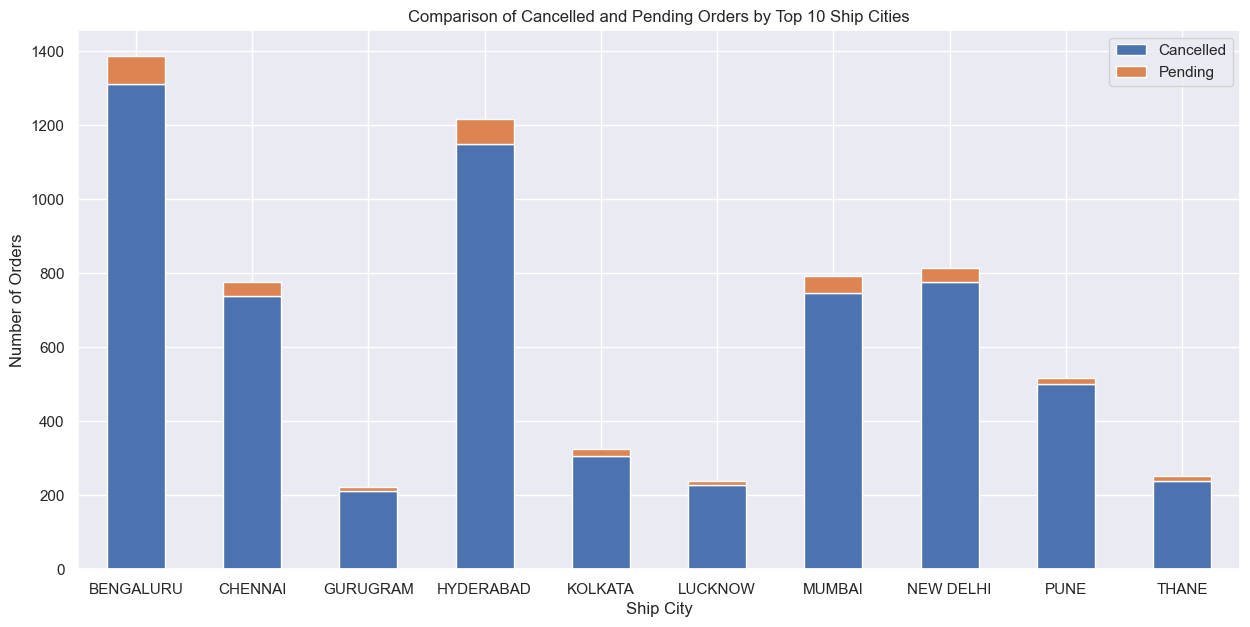 Comparison of Cancelled and Pending Orders by Top 10 Ship Cities
Cancelled
Pending
Number of Orders
1400
1200
1000
800
600
400
200
0
BENGALURU CHENNAI GURUGRAM HYDERABAD KOLKATA LUCKNOW MUMBAI NEW DELHI PUNE THANE
Ship City